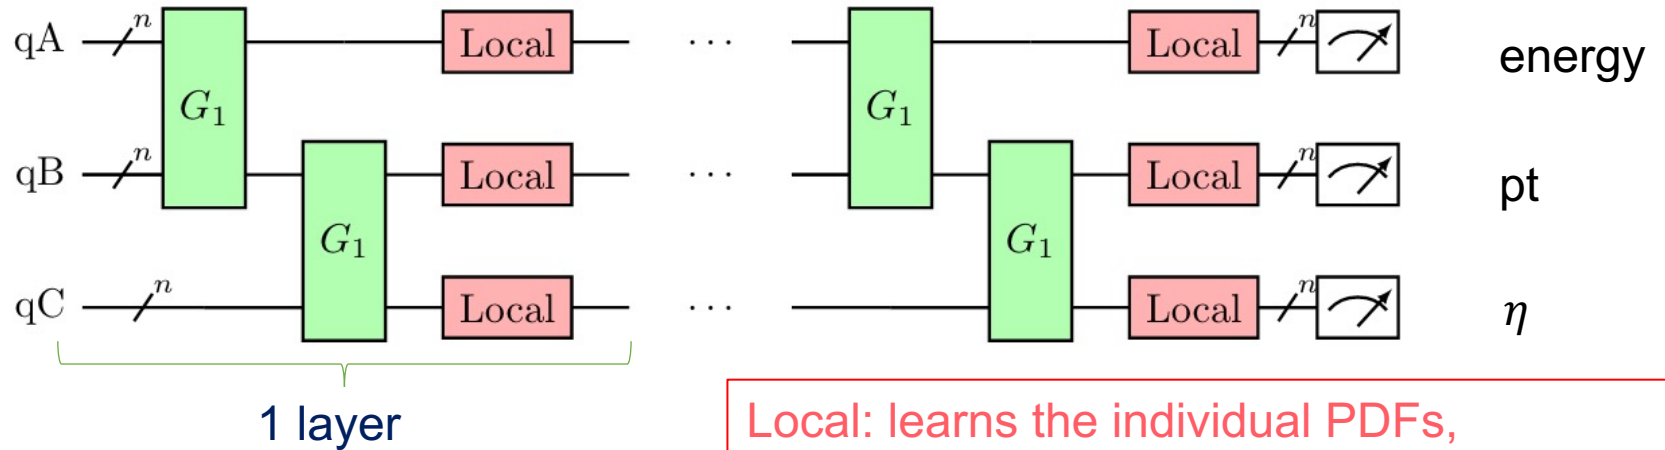 qA n G₁ Local ... G₁ Local n energy
qB n G₁ Local ... G₁ Local n pt
qC n Local ... Local n η
1 layer
Local: learns the individual PDFs,